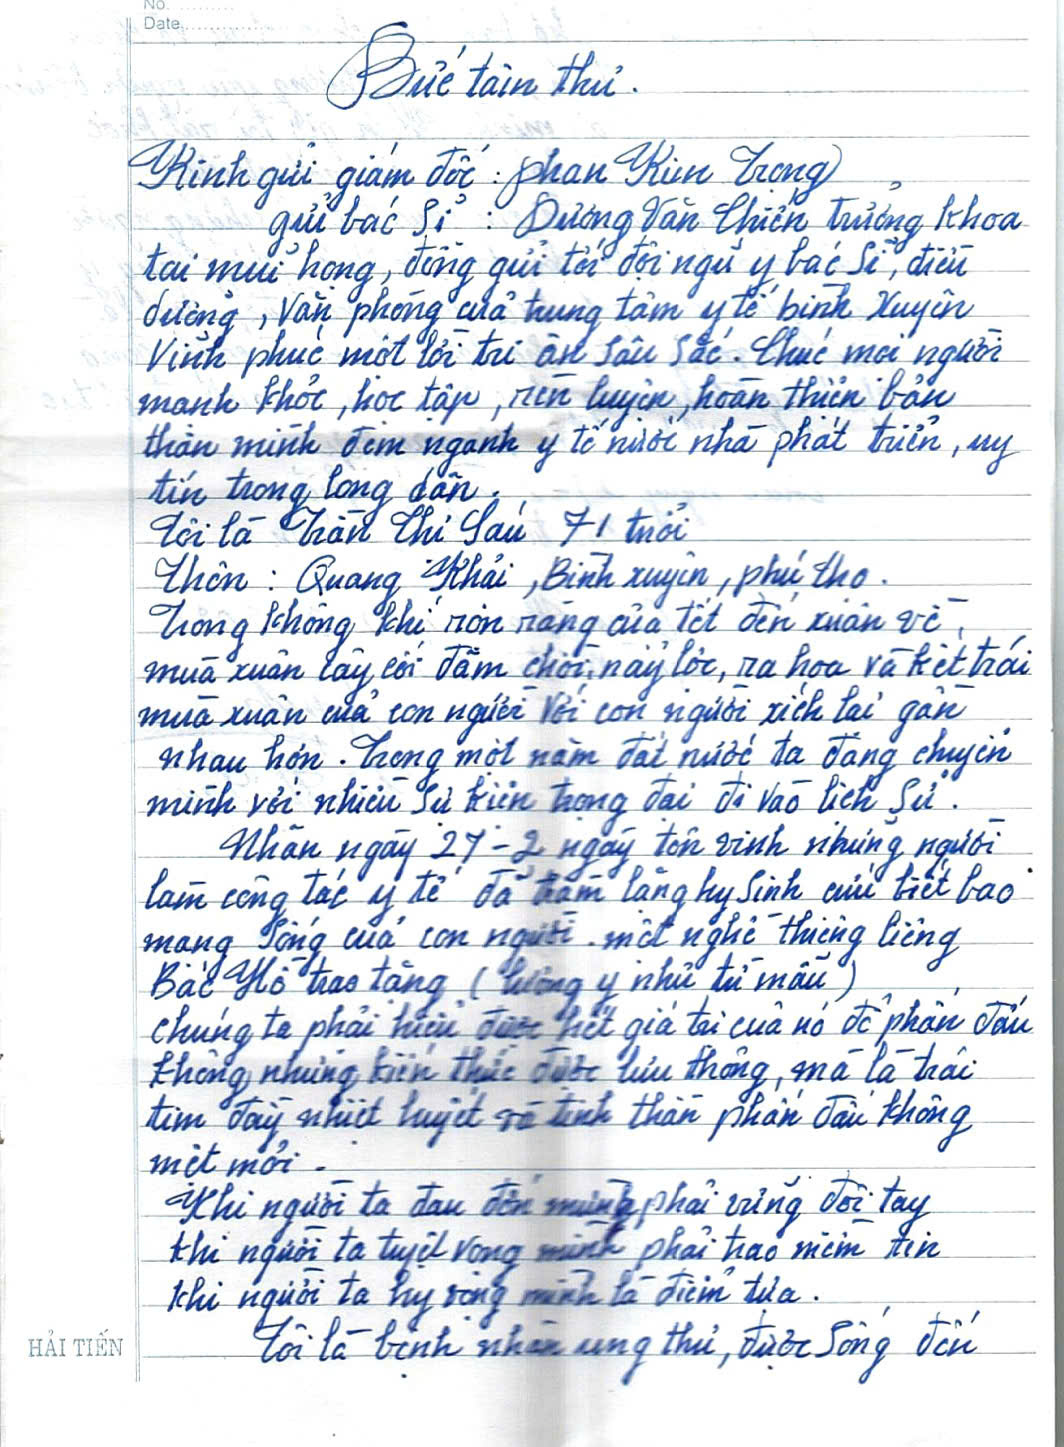 No.
Date
Bức tâm thư.
Kính gửi giám đốc : phan Kim Trọng
gửi bác sĩ : Dương Văn Chiến trưởng khoa
tai mũi họng, đồng gửi tới đội ngũ y bác sĩ, điều
dưỡng, văn phòng của trung tâm y tế bình Xuyên
Vĩnh phúc một lời tri ân sâu sắc. Chúc mọi người
mạnh khỏe, học tập, rèn luyện, hoàn thiện bản
thân mình đem ngành y tế nước nhà phát triển, uy
tín trong lòng dân.
Tôi là Trần Thị Sáu 71 tuổi
Thôn : Quang Khải, Bình xuyên, phú thọ.
Trong không khí rộn ràng của tết đến xuân về,
mùa xuân cây cối đâm chồi, nảy lộc, ra hoa và kết trái
mùa xuân của con người với con người xích lại gần
nhau hơn. Trong một năm đất nước ta đang chuyển
mình với nhiều sự kiện trọng đại đi vào lịch sử.
Nhân ngày 27-2 ngày tôn vinh những người
làm công tác y tế đã thầm lặng hy sinh cứu biết bao
mạng sống của con người. một nghề thiêng liêng
Bác Hồ trao tặng (lương y như từ mẫu)
chúng ta phải hiểu được hết giá trị của nó để phấn đấu
không những kiến thức được lưu thông, mà là trái
tim đầy nhiệt huyết và tinh thần phấn đấu không
mệt mỏi.
Khi người ta đau đớn mình phải vững đôi tay
khi người ta tuyệt vọng mình phải trao niềm tin
khi người ta hy vọng mình là điểm tựa.
Tôi là bệnh nhân ung thư, được sống đến
HẢI TIẾN